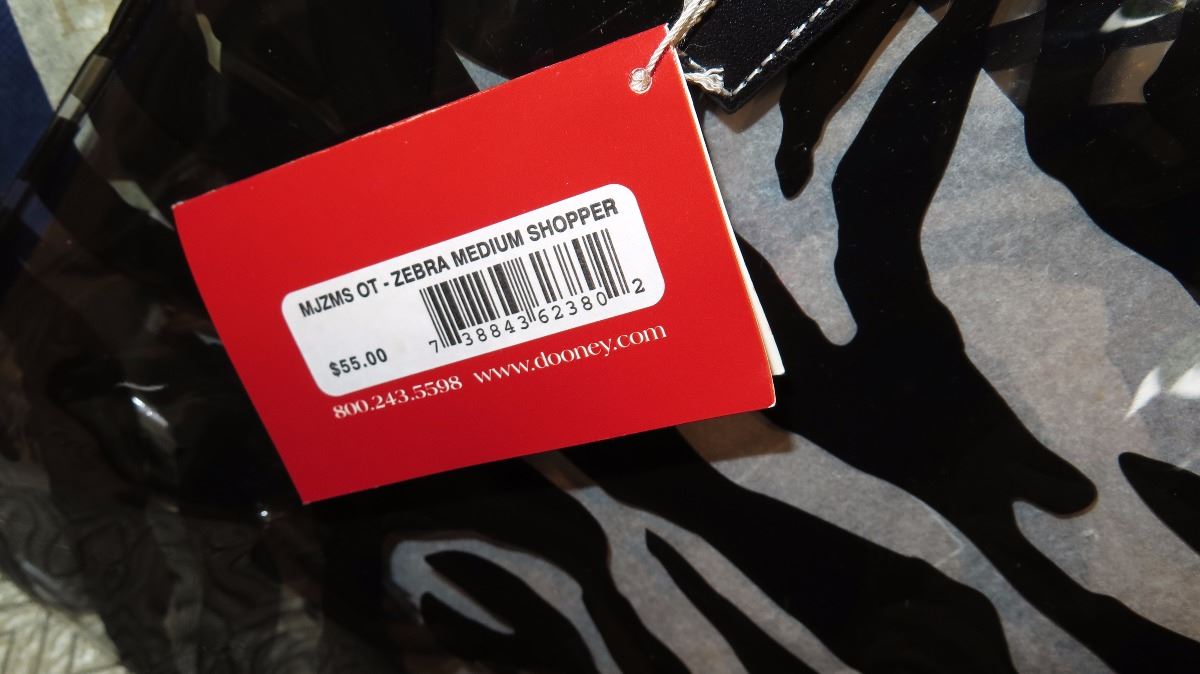 MJZMS OT - ZEBRA MEDIUM SHOPPER
7 38843 62380 2
$55.00
800.243.5598 www.dooney.com